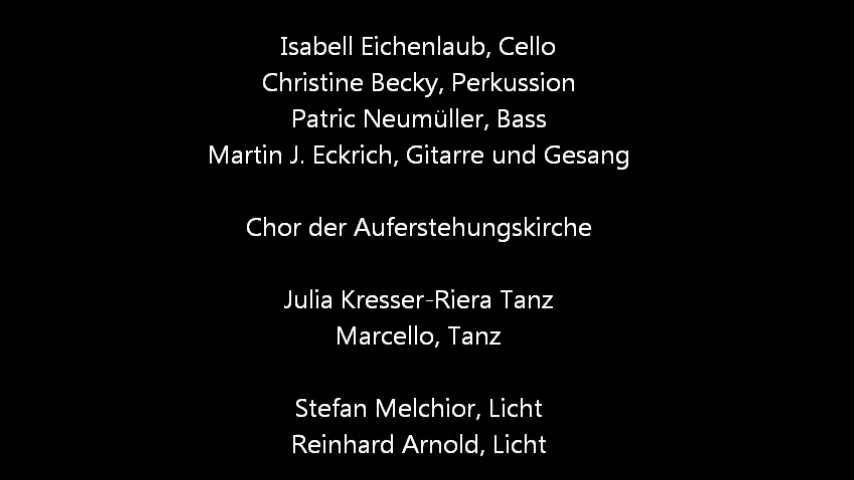 Isabell Eichenlaub, Cello
Christine Becky, Perkussion
Patric Neumüller, Bass
Martin J. Eckrich, Gitarre und Gesang
Chor der Auferstehungskirche
Julia Kresser-Riera Tanz
Marcello, Tanz
Stefan Melchior, Licht
Reinhard Arnold, Licht